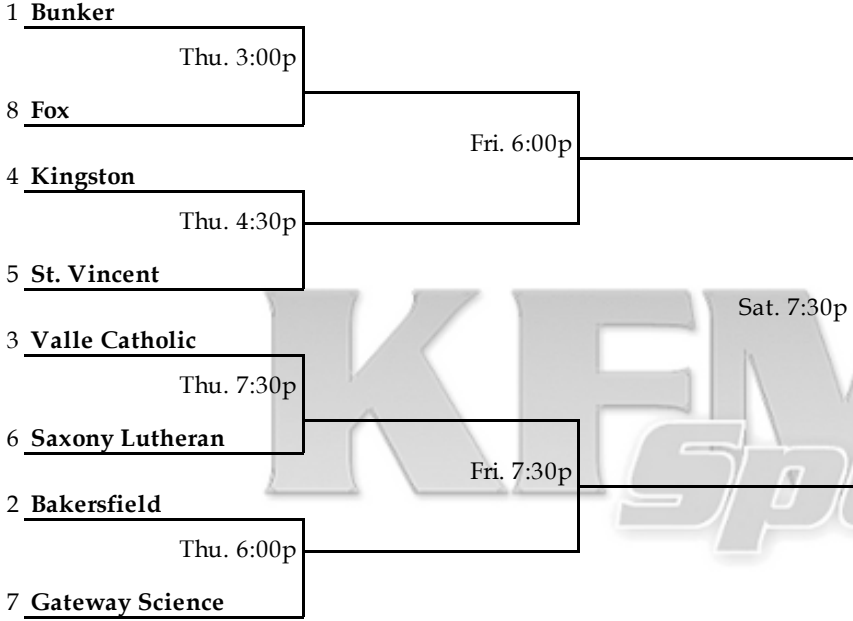 1 Bunker
Thu. 3:00p
8 Fox
Fri. 6:00p
4 Kingston
Thu. 4:30p
5 St. Vincent
Sat. 7:30p
3 Valle Catholic
Thu. 7:30p
6 Saxony Lutheran
Fri. 7:30p
2 Bakersfield
Thu. 6:00p
7 Gateway Science